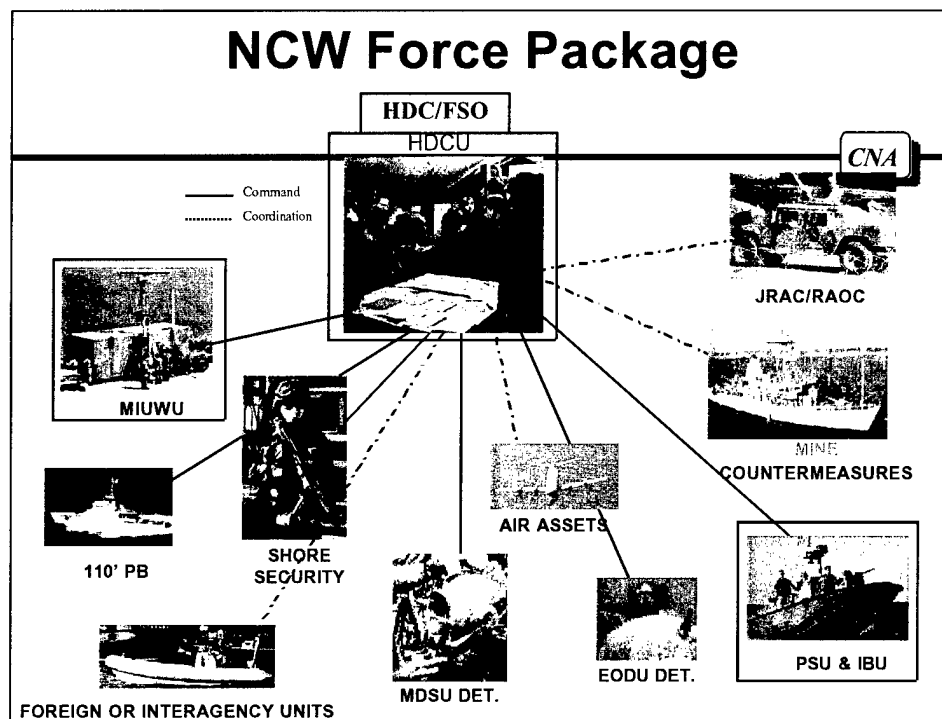 NCW Force Package
HDC/FSO
HDCU
CNA
Command
Coordination
JRAC/RAOC
MIUWU
MINE
COUNTERMEASURES
AIR ASSETS
SHORE
SECURITY
110' PB
PSU & IBU
EODU DET.
MDSU DET.
FOREIGN OR INTERAGENCY UNITS